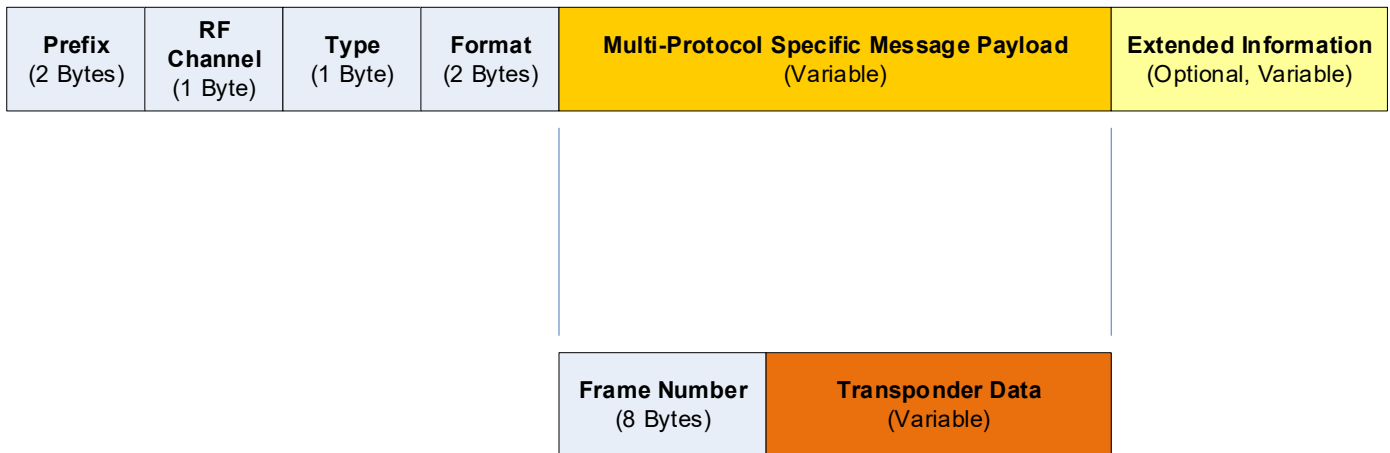 Prefix
(2 Bytes)
RF
Channel
(1 Byte)
Type
(1 Byte)
Format
(2 Bytes)
Multi-Protocol Specific Message Payload
(Variable)
Extended Information
(Optional, Variable)
Frame Number
(8 Bytes)
Transponder Data
(Variable)